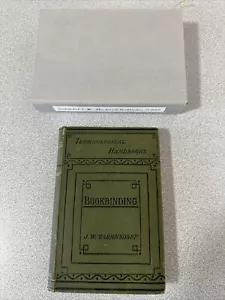 Technological
Handbooks.
Bookbinding
J. W. Zaehnsdorf